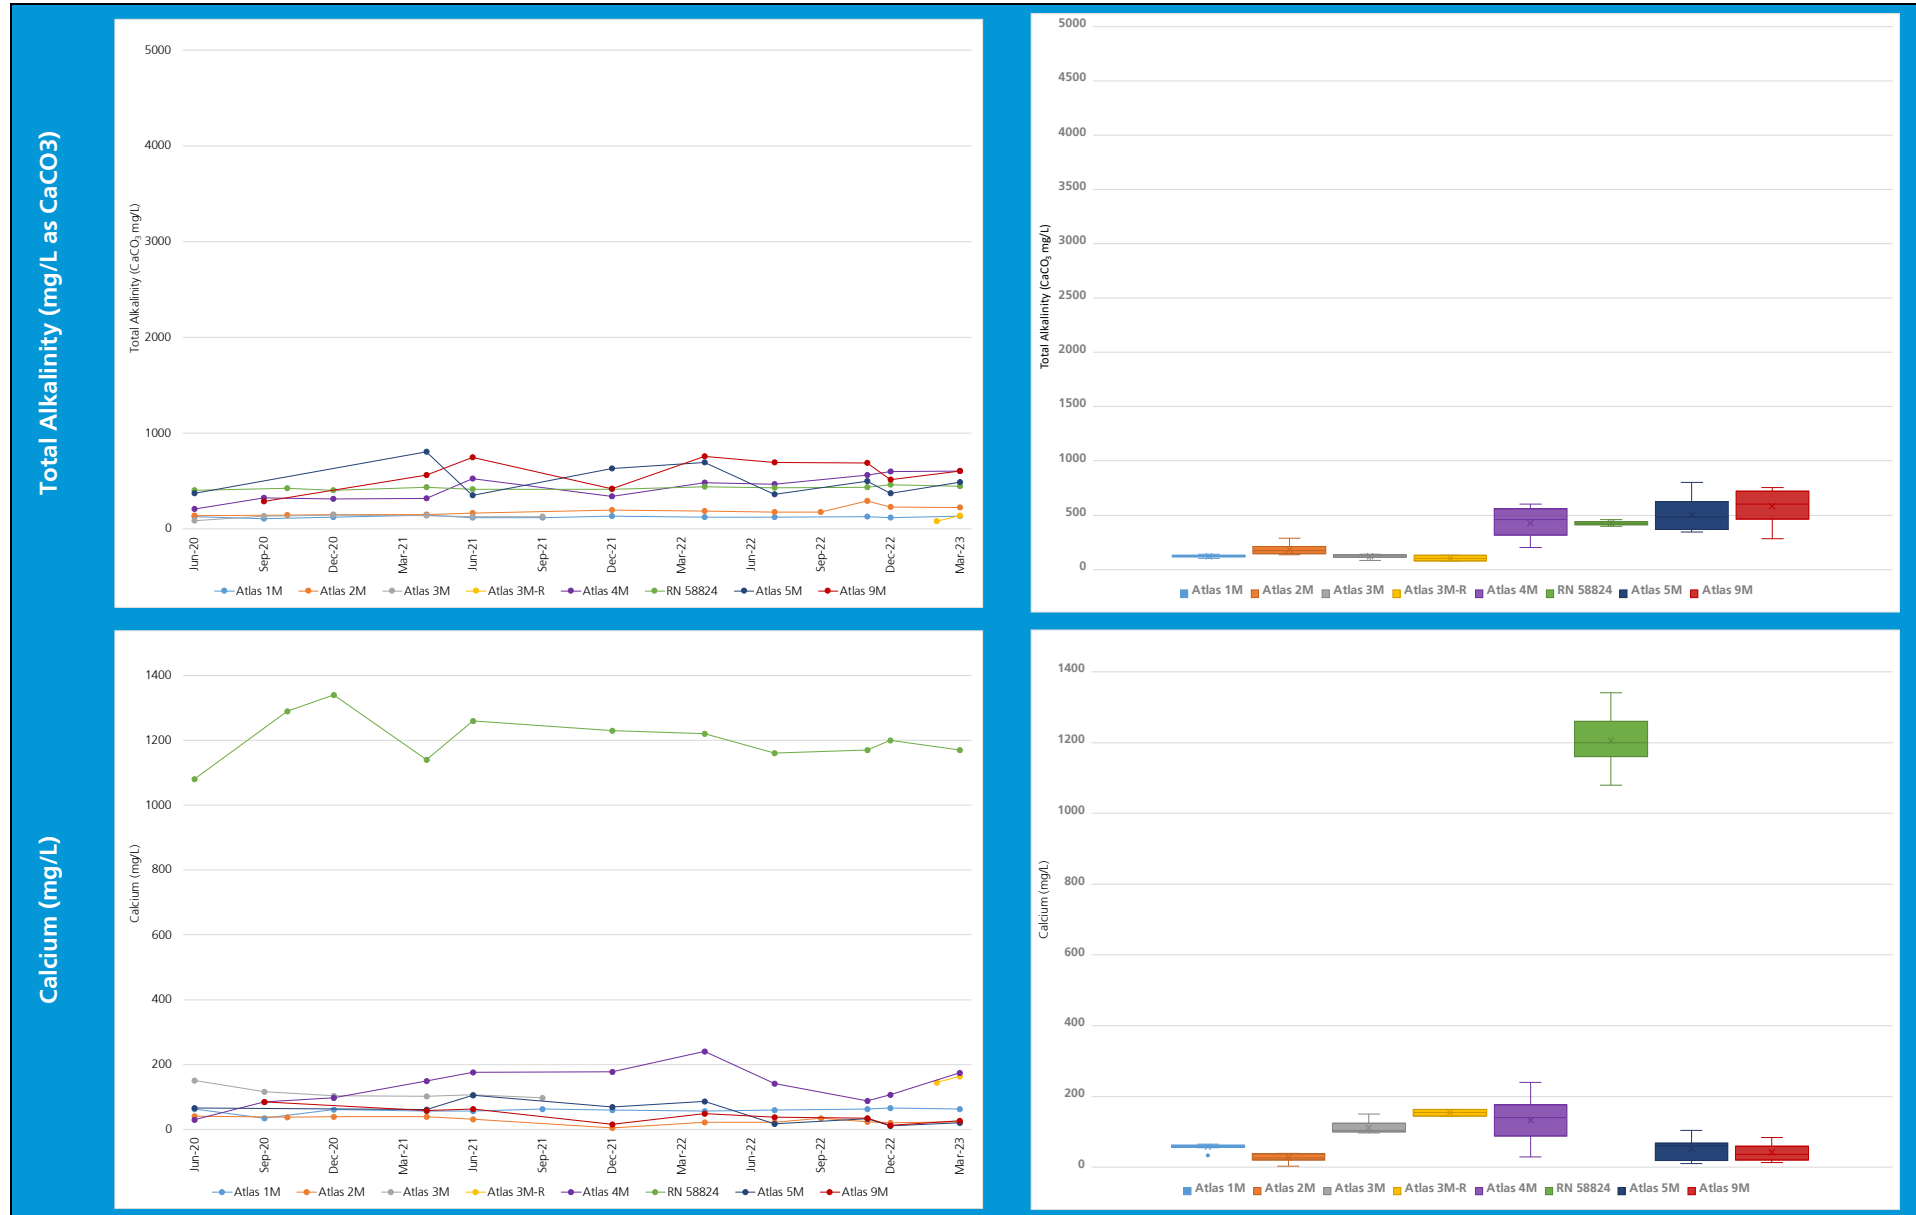 Total Alkalinity (mg/L as CaCO3)
5000
4000
3000
2000
1000
0
Total Alkalinity (CaCO₃ mg/L)
Jun-20 Sep-20 Dec-20 Mar-21 Jun-21 Sep-21 Dec-21 Mar-22 Jun-22 Sep-22 Dec-22 Mar-23
Atlas 1M Atlas 2M Atlas 3M Atlas 3M-R Atlas 4M RN 58824 Atlas 5M Atlas 9M
5000
4500
4000
3500
3000
2500
2000
1500
1000
500
0
Total Alkalinity (CaCO₃ mg/L)
Atlas 1M Atlas 2M Atlas 3M Atlas 3M-R Atlas 4M RN 58824 Atlas 5M Atlas 9M
Calcium (mg/L)
1400
1200
1000
800
600
400
200
0
Calcium (mg/L)
Jun-20 Sep-20 Dec-20 Mar-21 Jun-21 Sep-21 Dec-21 Mar-22 Jun-22 Sep-22 Dec-22 Mar-23
Atlas 1M Atlas 2M Atlas 3M Atlas 3M-R Atlas 4M RN 58824 Atlas 5M Atlas 9M
1400
1200
1000
800
600
400
200
0
Calcium (mg/L)
Atlas 1M Atlas 2M Atlas 3M Atlas 3M-R Atlas 4M RN 58824 Atlas 5M Atlas 9M